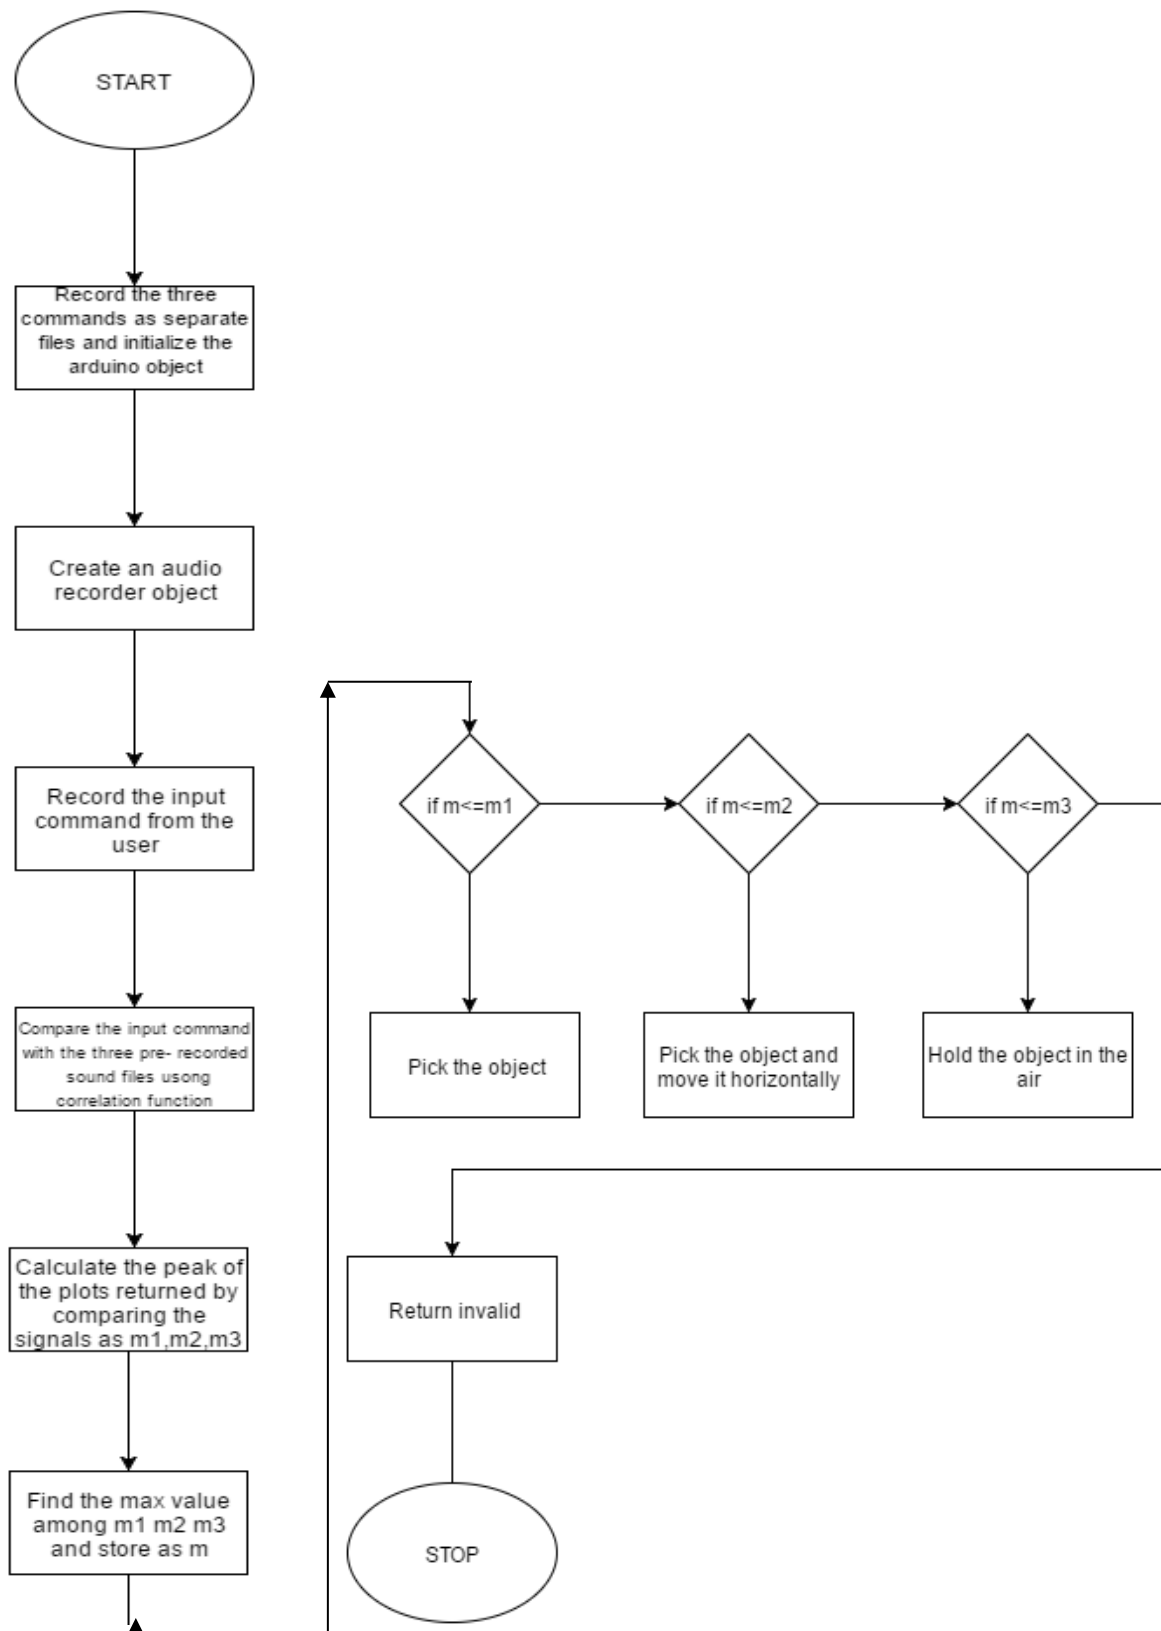 START
Record the three
commands as separate
files and initialize the
arduino object
Create an audio
recorder object
Record the input
command from the
user
Compare the input command
with the three pre- recorded
sound files usong
correlation function
Calculate the peak of
the plots returned by
comparing the
signals as m1,m2,m3
Find the max value
among m1 m2 m3
and store as m
if m<=m1
if m<=m2
if m<=m3
Pick the object
Pick the object and
move it horizontally
Hold the object in the
air
Return invalid
STOP